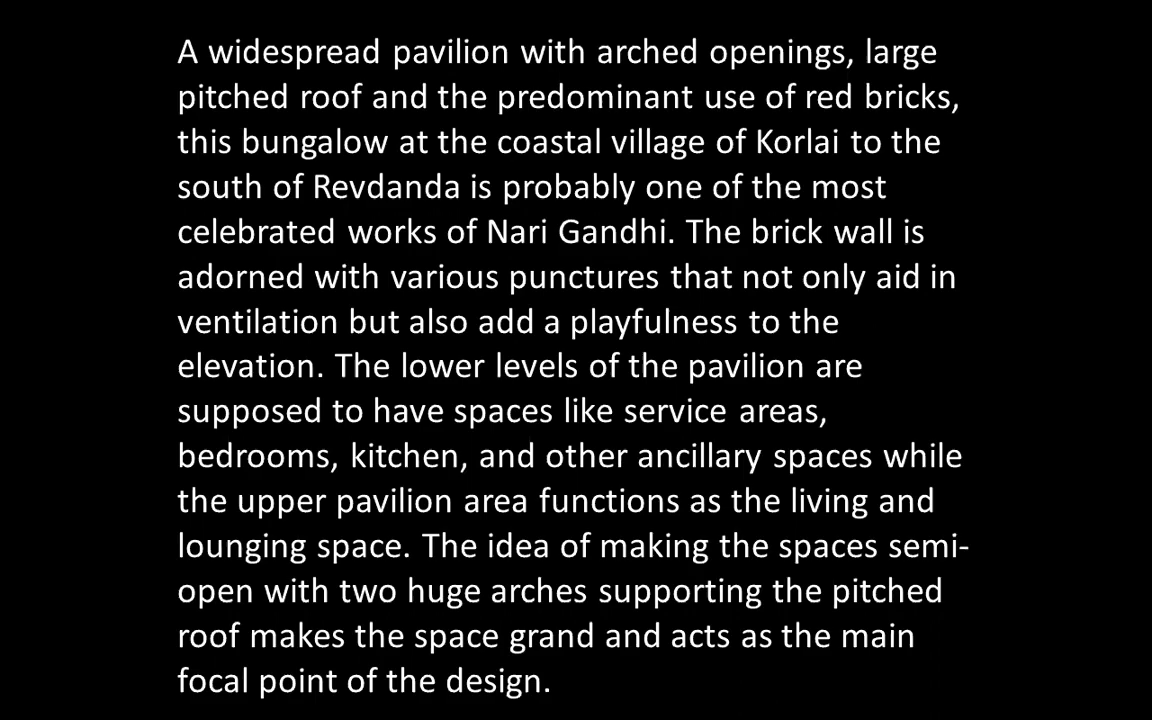 A widespread pavilion with arched openings, large
pitched roof and the predominant use of red bricks,
this bungalow at the coastal village of Korlai to the
south of Revdanda is probably one of the most
celebrated works of Nari Gandhi. The brick wall is
adorned with various punctures that not only aid in
ventilation but also add a playfulness to the
elevation. The lower levels of the pavilion are
supposed to have spaces like service areas,
bedrooms, kitchen, and other ancillary spaces while
the upper pavilion area functions as the living and
lounging space. The idea of making the spaces semi-
open with two huge arches supporting the pitched
roof makes the space grand and acts as the main
focal point of the design.